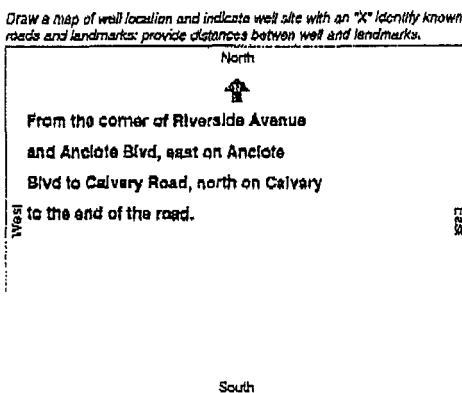 Draw a map of well location and indicate well site with an "X" Identify known
roads and landmarks: provide distances between well and landmarks.
North
From the corner of Riverside Avenue
and Anclote Blvd, east on Anclote
Blvd to Calvary Road, north on Calvary
to the end of the road.
West
East
South